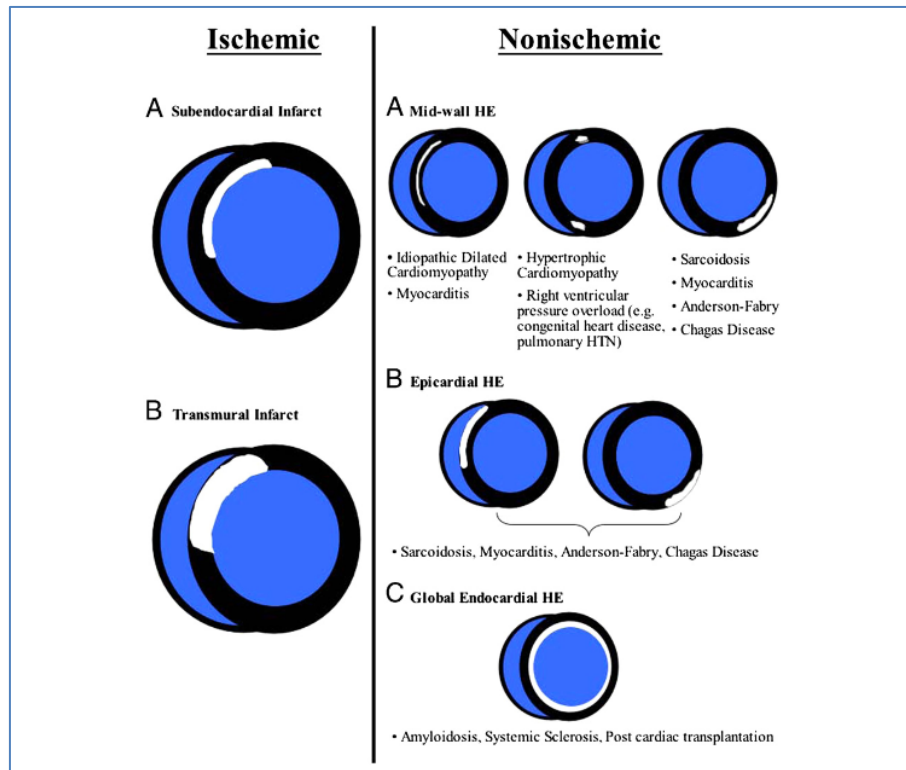 Ischemic
A Subendocardial Infarct
B Transmural Infarct
Nonischemic
A Mid-wall HE
• Idiopathic Dilated
Cardiomyopathy
• Myocarditis
• Hypertrophic
Cardiomyopathy
• Right ventricular
pressure overload (e.g.
congenital heart disease,
pulmonary HTN)
• Sarcoidosis
• Myocarditis
• Anderson-Fabry
• Chagas Disease
B Epicardial HE
• Sarcoidosis, Myocarditis, Anderson-Fabry, Chagas Disease
C Global Endocardial HE
• Amyloidosis, Systemic Sclerosis, Post cardiac transplantation